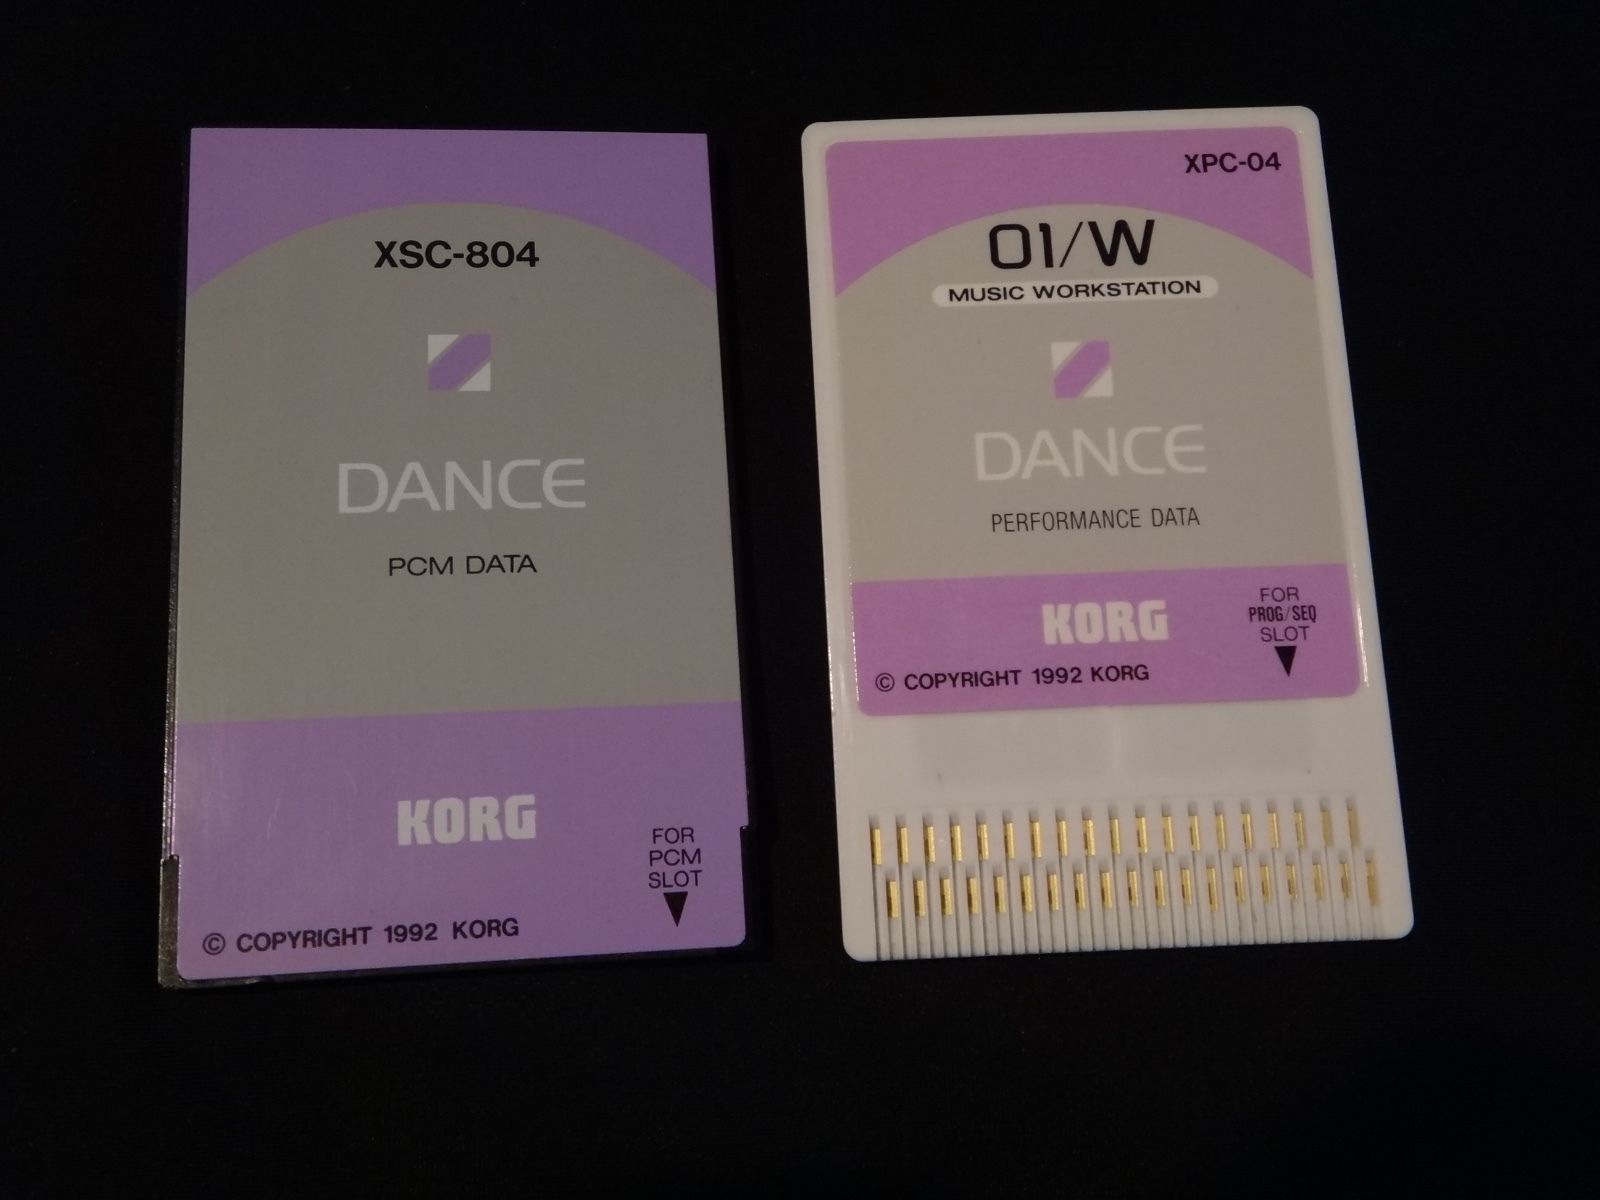 XSC-804
DANCE
PCM DATA
KORG
FOR
PCM
SLOT
© COPYRIGHT 1992 KORG
XPC-04
01/W
MUSIC WORKSTATION
DANCE
PERFORMANCE DATA
KORG
FOR
PROG/SEQ
SLOT
© COPYRIGHT 1992 KORG